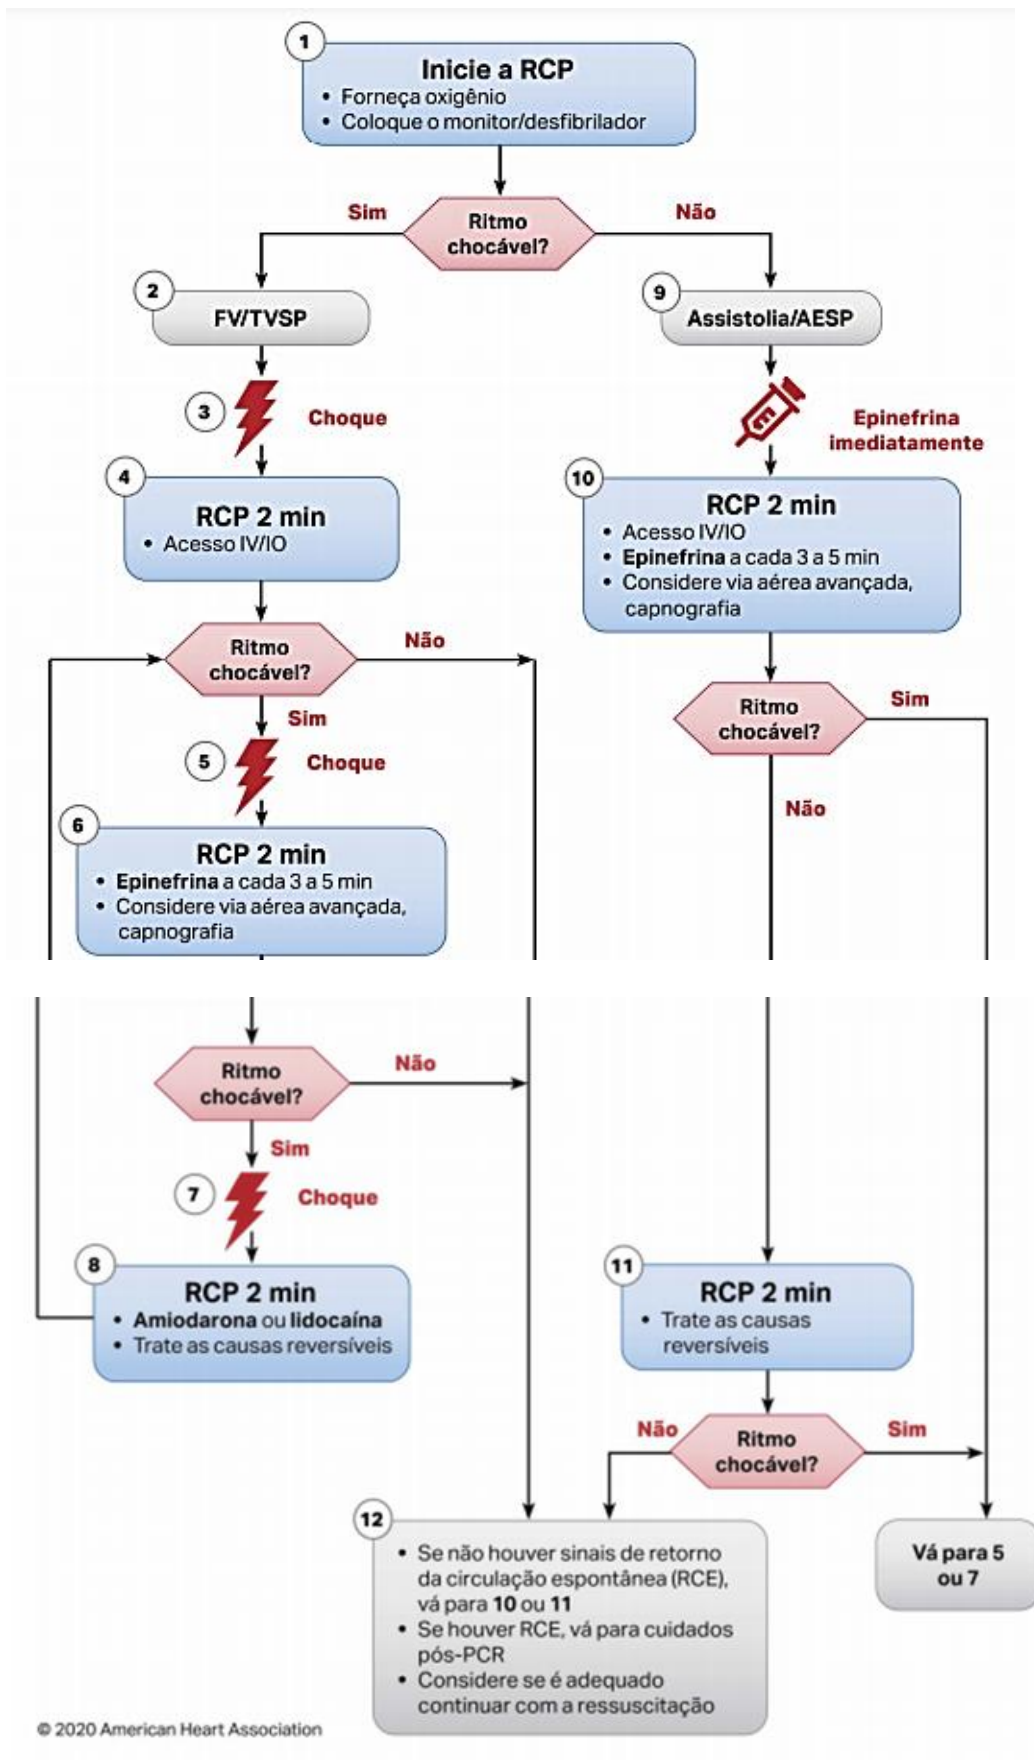 1
Inicie a RCP
• Forneça oxigênio
• Coloque o monitor/desfibrilador
Sim
Ritmo
chocável?
Não
2
FV/TVSP
9
Assistolia/AESP
3
Choque
Epinefrina
imediatamente
4
RCP 2 min
• Acesso IV/IO
10
RCP 2 min
• Acesso IV/IO
• Epinefrina a cada 3 a 5 min
• Considere via aérea avançada,
capnografia
Ritmo
chocável?
Não
Sim
Ritmo
chocável?
Sim
Não
5
Choque
6
RCP 2 min
• Epinefrina a cada 3 a 5 min
• Considere via aérea avançada,
capnografia
Ritmo
chocável?
Não
Sim
7
Choque
8
RCP 2 min
• Amiodarona ou lidocaína
• Trate as causas reversíveis
11
RCP 2 min
• Trate as causas
reversíveis
Não
Ritmo
chocável?
Sim
12
• Se não houver sinais de retorno
da circulação espontânea (RCE),
vá para 10 ou 11
• Se houver RCE, vá para cuidados
pós-PCR
• Considere se é adequado
continuar com a ressuscitação
Vá para 5
ou 7
© 2020 American Heart Association